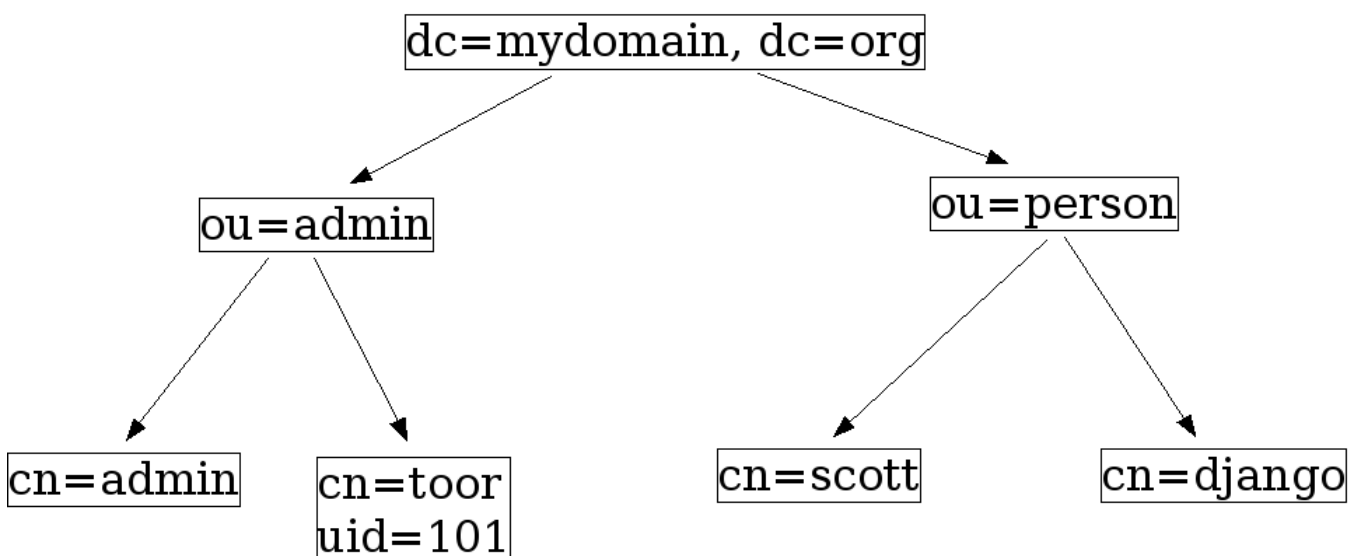 dc=mydomain, dc=org
ou=admin
ou=person
cn=admin
cn=toor
uid=101
cn=scott
cn=django